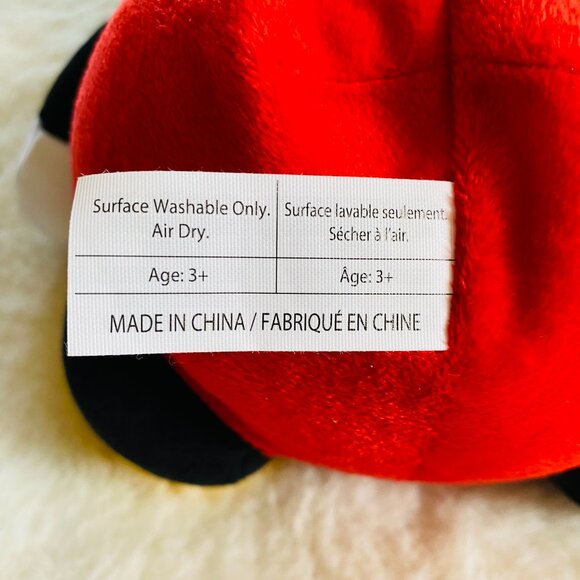 Surface Washable Only.
Air Dry.
Surface lavable seulement.
Sécher à l'air.
Age: 3+
Âge: 3+
MADE IN CHINA / FABRIQUÉ EN CHINE